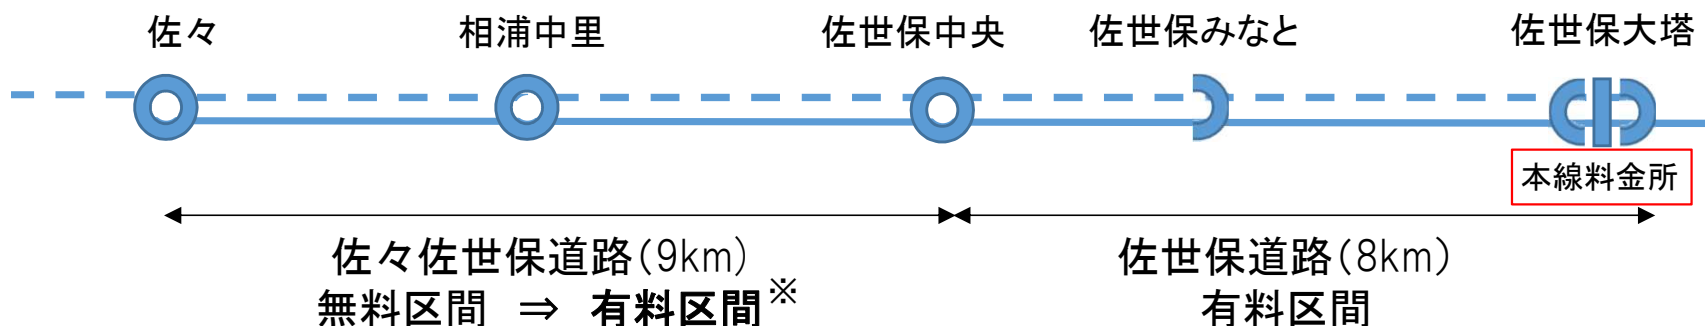 佐々 相浦中里 佐世保中央 佐世保みなと 佐世保大塔
本線料金所
佐々佐世保道路(9km) 佐世保道路(8km)
無料区間 ⇒ 有料区間※ 有料区間